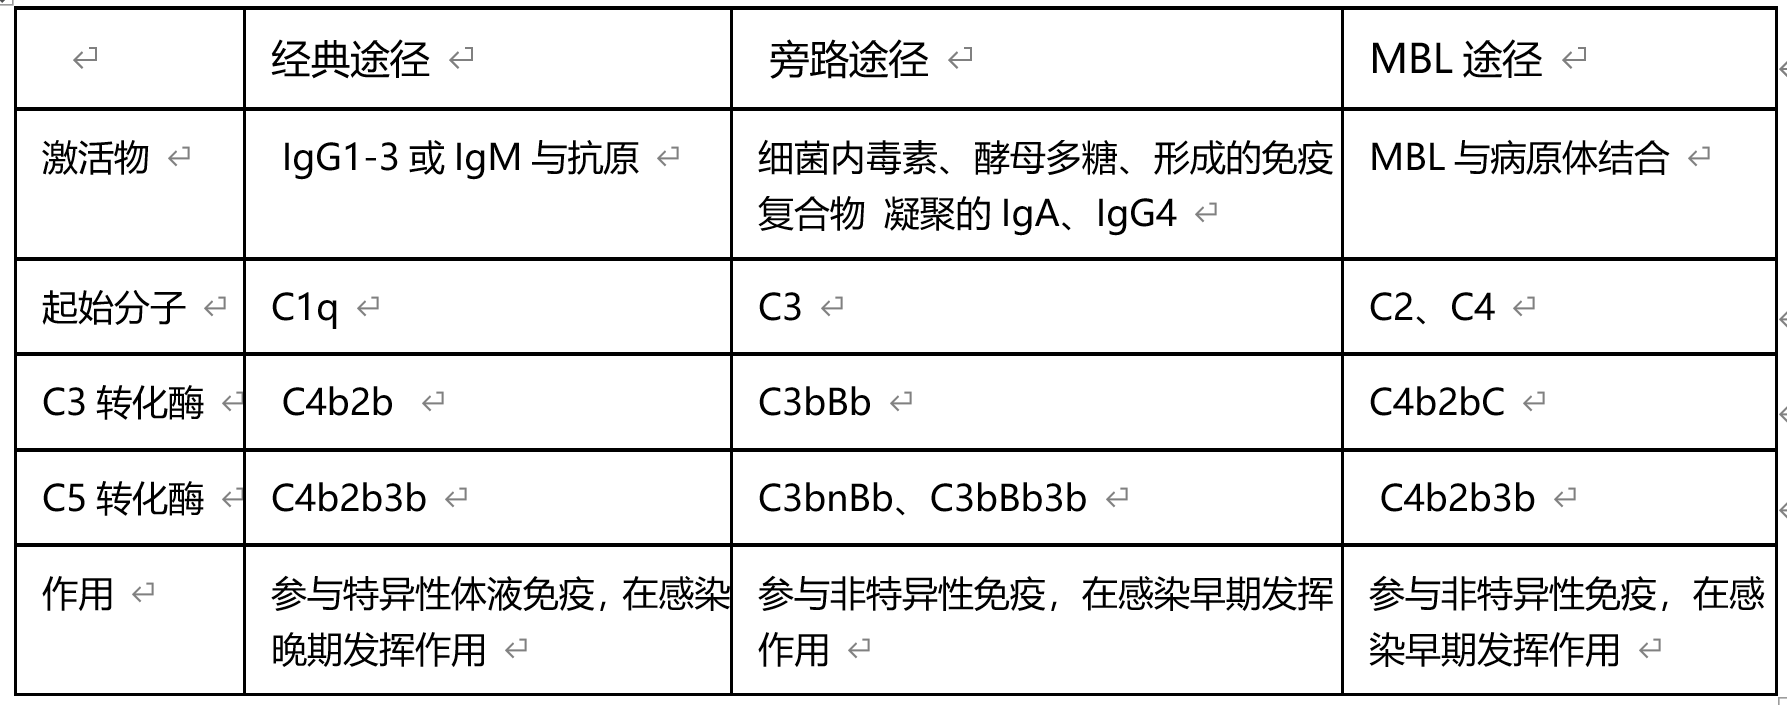 经典途径 旁路途径 MBL 途径
激活物 IgG1-3 或 IgM 与抗原 细菌内毒素、酵母多糖、形成的免疫复合物 凝聚的 IgA、IgG4 MBL 与病原体结合
起始分子 C1q C3 C2、C4
C3 转化酶 C4b2b C3bBb C4b2bC
C5 转化酶 C4b2b3b C3bnBb、C3bBb3b C4b2b3b
作用 参与特异性体液免疫，在感染晚期发挥作用 参与非特异性免疫，在感染早期发挥作用 参与非特异性免疫，在感染早期发挥作用